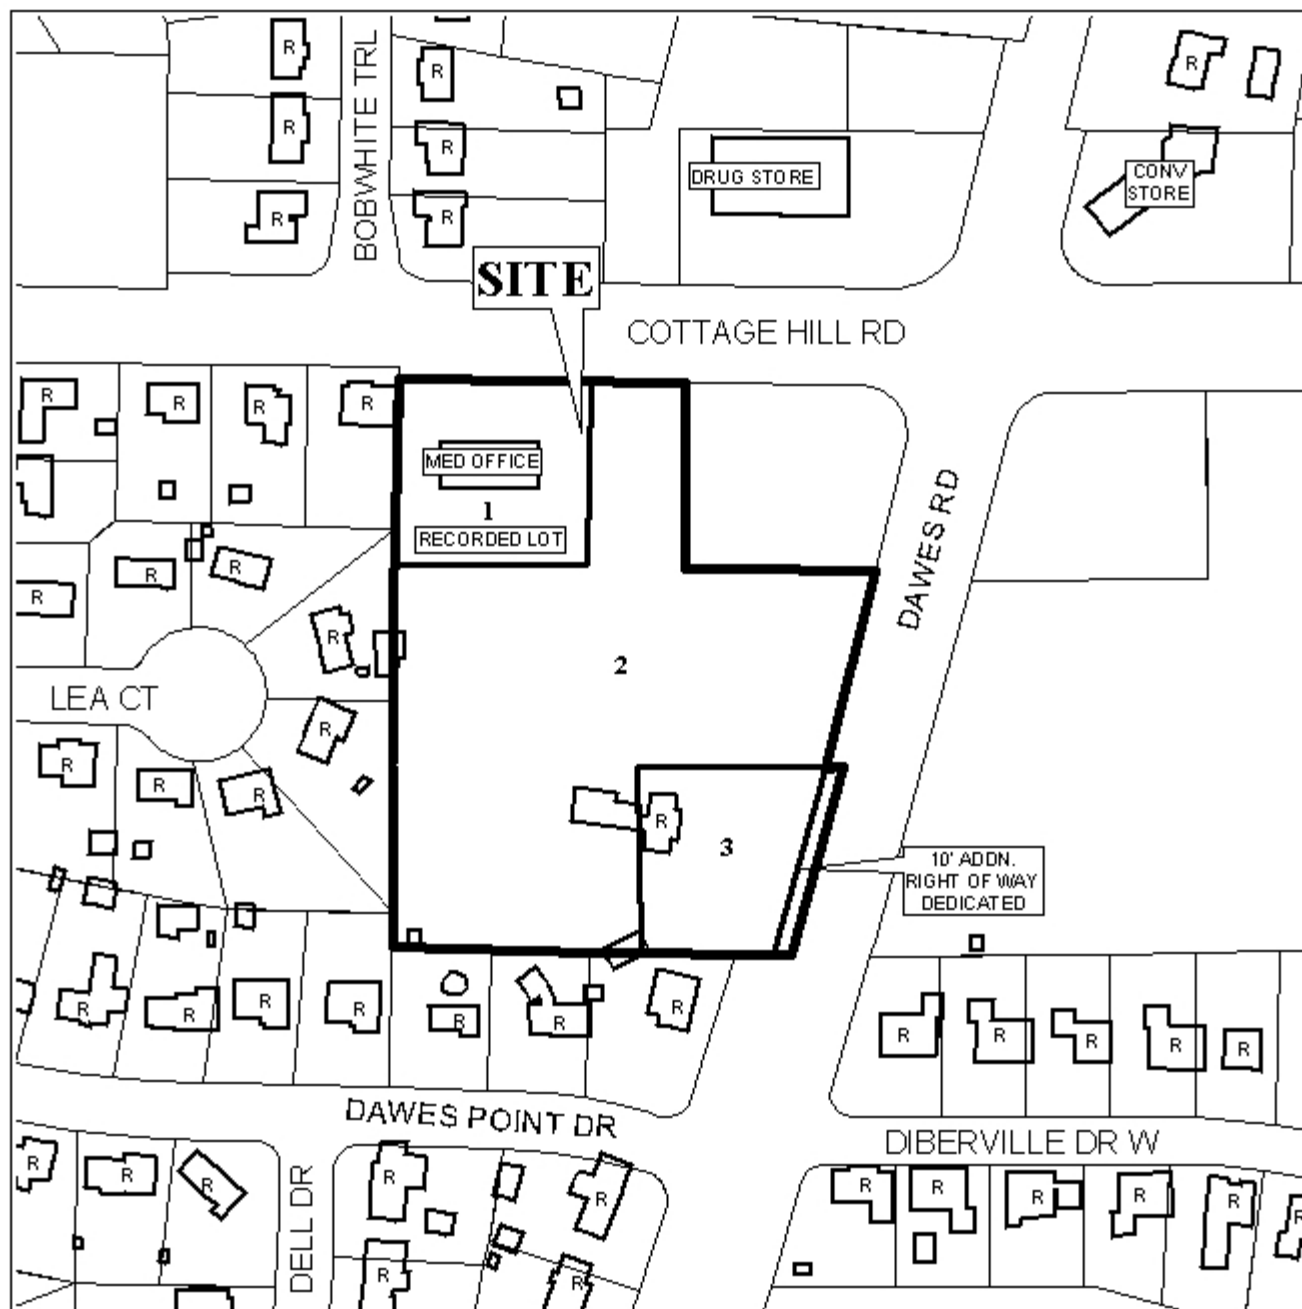 R
R
R
BOBWHITE TRL
R
R
R
DRUG STORE
R
CONV
STORE
SITE
COTTAGE HILL RD
R
R
R
R
MED OFFICE
1
RECORDED LOT
DAWES RD
R
R
R
R
2
LEA CT
R
R
R
R
R
3
10' ADDN.
RIGHT OF WAY
DEDICATED
R
R
R
R
R
R
R
R
R
R
R
R
DAWES POINT DR
DIBERVILLE DR W
R
R
R
DELL DR
R
R
R
R
R
R
R
R
R
R
R